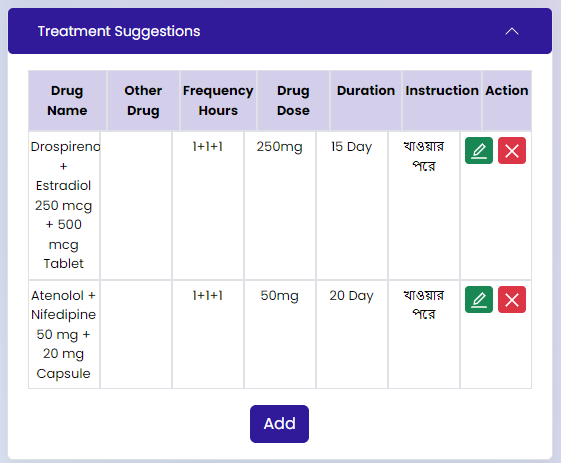 Treatment Suggestions
Drug Name Other Drug Frequency Hours Drug Dose Duration Instruction Action
Drospireno + Estradiol 250 mcg + 500 mcg Tablet 1+1+1 250mg 15 Day খাওয়ার পরে
Atenolol + Nifedipine 50 mg + 20 mg Capsule 1+1+1 50mg 20 Day খাওয়ার পরে
Add